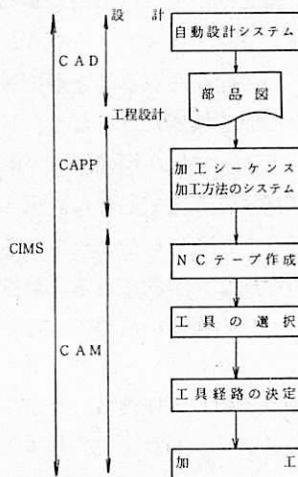 設計
自動設計システム
CAD
部品図
工程設計
CAPP
加工シーケンス
加工方法のシステム
CIMS
NCテープ作成
工具の選択
CAM
工具経路の決定
加工